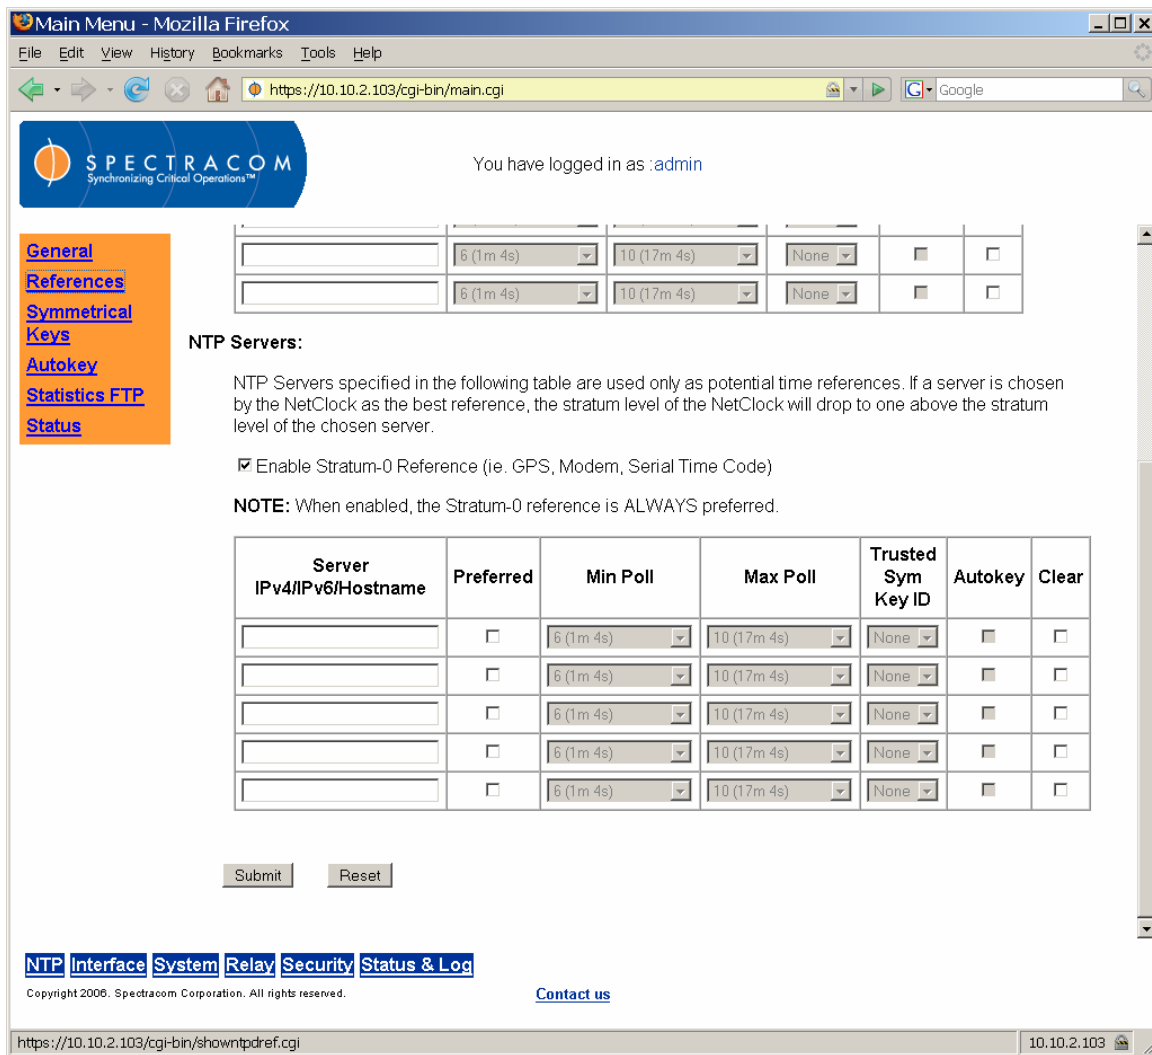 Main Menu - Mozilla Firefox
File Edit View History Bookmarks Tools Help
https://10.10.2.103/cgi-bin/main.cgi
G Google
SPECTRACOM
Synchronizing Critical Operations™
You have logged in as :admin
General
References
Symmetrical
Keys
Autokey
Statistics FTP
Status
6 (1m 4s) 10 (17m 4s) None
6 (1m 4s) 10 (17m 4s) None
NTP Servers:
NTP Servers specified in the following table are used only as potential time references. If a server is chosen
by the NetClock as the best reference, the stratum level of the NetClock will drop to one above the stratum
level of the chosen server.
Enable Stratum-0 Reference (ie. GPS, Modem, Serial Time Code)
NOTE: When enabled, the Stratum-0 reference is ALWAYS preferred.
Server
IPv4/IPv6/Hostname
Preferred
Min Poll
Max Poll
Trusted
Sym
Key ID
Autokey
Clear
6 (1m 4s) 10 (17m 4s) None
6 (1m 4s) 10 (17m 4s) None
6 (1m 4s) 10 (17m 4s) None
6 (1m 4s) 10 (17m 4s) None
6 (1m 4s) 10 (17m 4s) None
Submit Reset
NTP Interface System Relay Security Status & Log
Copyright 2006. Spectracom Corporation. All rights reserved.
Contact us
https://10.10.2.103/cgi-bin/showntpdref.cgi
10.10.2.103